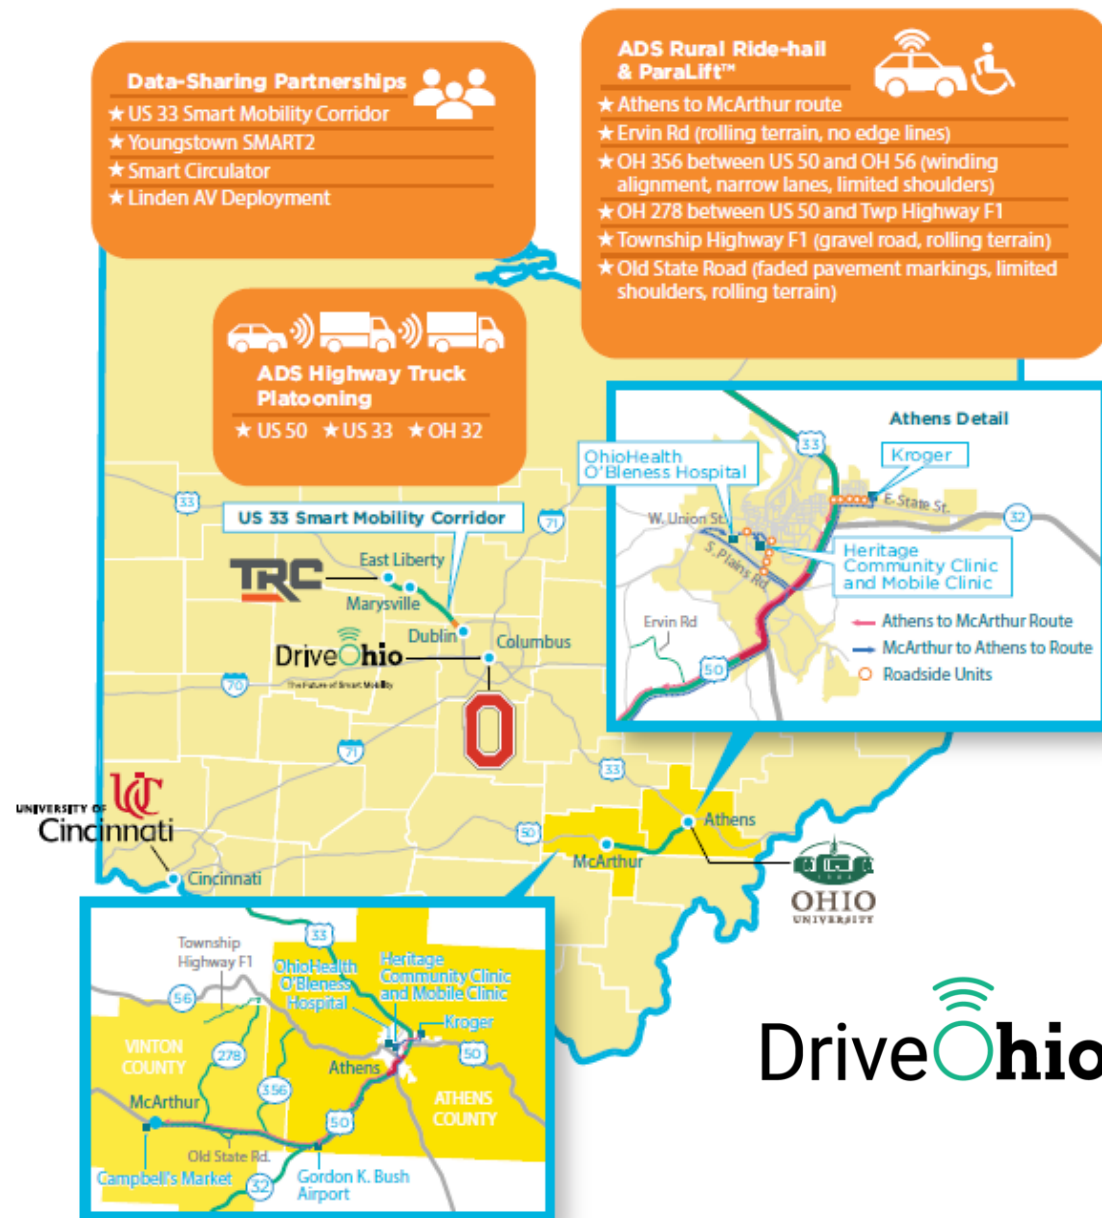 Data-Sharing Partnerships
★ US 33 Smart Mobility Corridor
★ Youngstown SMART2
★ Smart Circulator
★ Linden AV Deployment
ADS Rural Ride-hail
& ParaLift™
★ Athens to McArthur route
★ Ervin Rd (rolling terrain, no edge lines)
★ OH 356 between US 50 and OH 56 (winding
alignment, narrow lanes, limited shoulders)
★ OH 278 between US 50 and Twp Highway F1
★ Township Highway F1 (gravel road, rolling terrain)
★ Old State Road (faded pavement markings, limited
shoulders, rolling terrain)
ADS Highway Truck
Platooning
★ US 50 ★ US 33 ★ OH 32
Athens Detail
33
OhioHealth
O'Bleness Hospital
Kroger
E. State St.
32
W. Union St.
S. Plains Rd.
Heritage
Community Clinic
and Mobile Clinic
Ervin Rd
50
Athens to McArthur Route
McArthur to Athens to Route
Roadside Units
33
US 33 Smart Mobility Corridor
71
TRC
East Liberty
Marysville
Dublin
Columbus
DriveOhio
The Future of Smart Mobility
70
O
71
33
UNIVERSITY OF
UC
Cincinnati
Cincinnati
50
McArthur
Athens
OHIO
UNIVERSITY
Township
Highway F1
33
OhioHealth
O'Bleness
Hospital
Heritage
Community Clinic
and Mobile Clinic
Kroger
56
VINTON
COUNTY
278
356
50
Athens
ATHENS
COUNTY
McArthur
50
Old State Rd.
Campbell's Market
32
Gordon K. Bush
Airport
DriveOhio